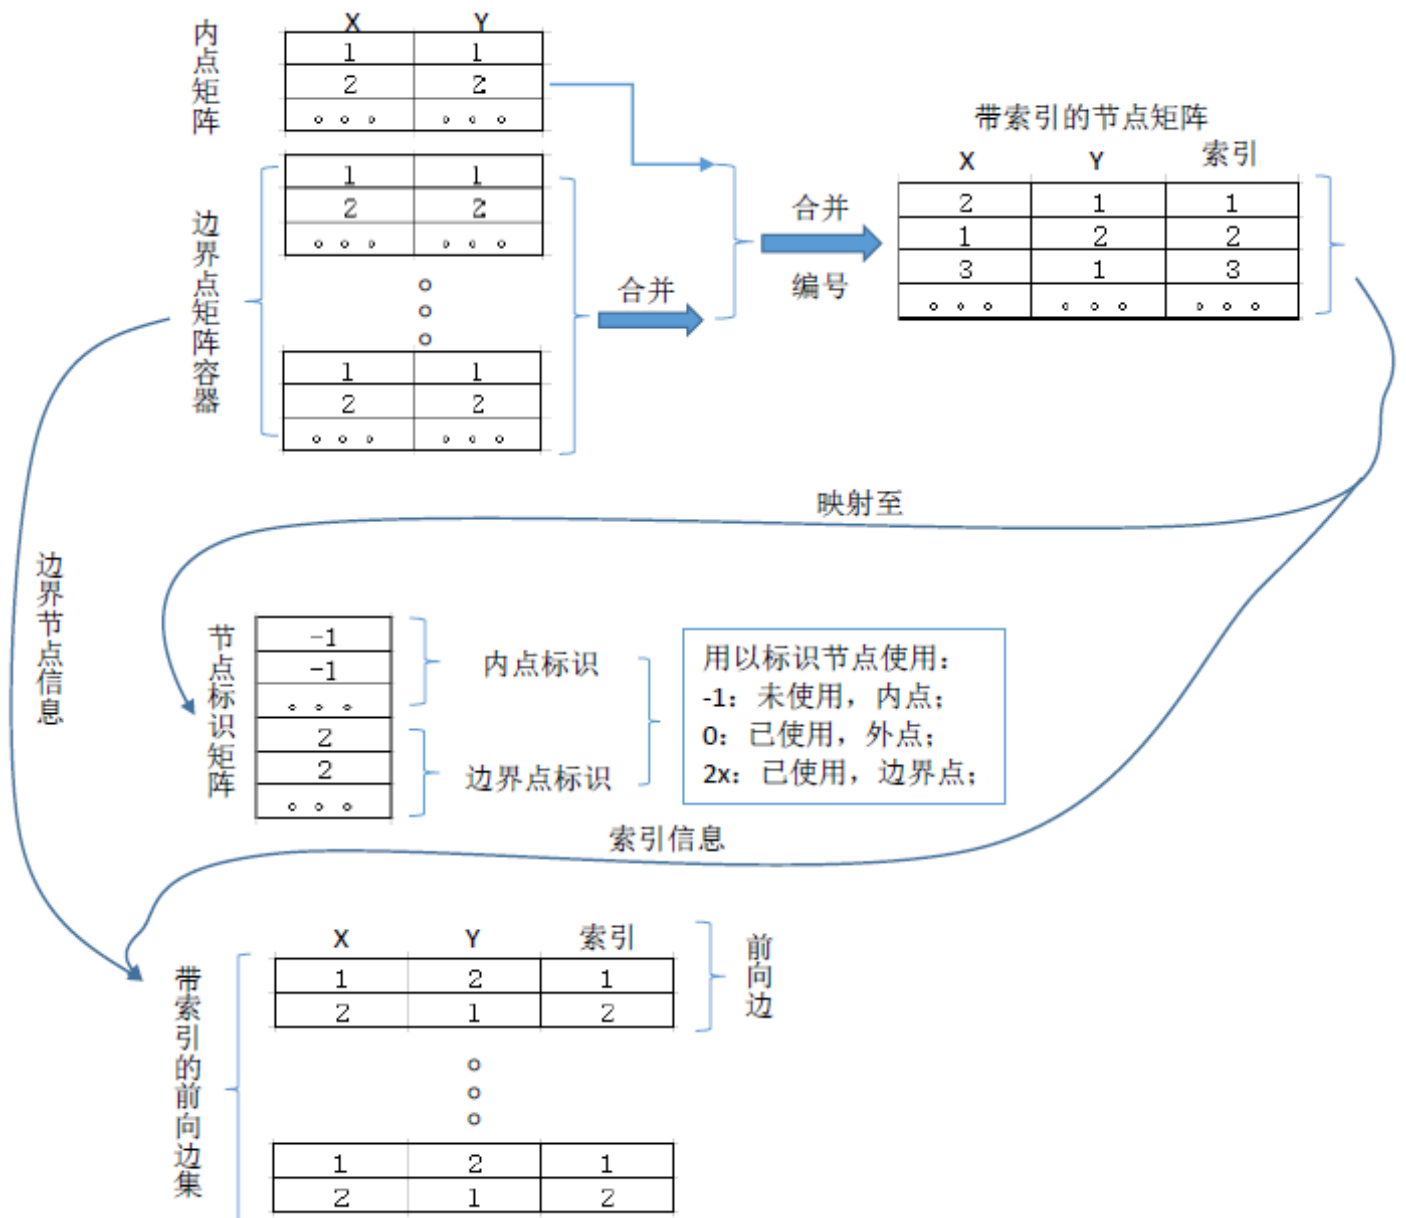 内点矩阵
X Y
1 1
2 2
。。。 。。。
边界点矩阵容器
1 1
2 2
。。。 。。。
。
。
。
1 1
2 2
。。。 。。。
合并
合并
编号
带索引的节点矩阵
X Y 索引
2 1 1
1 2 2
3 1 3
。。。 。。。 。。。
映射至
边界节点信息
节点标识矩阵
-1
-1
。。。
2
2
。。。
内点标识
边界点标识
用以标识节点使用：
-1：未使用，内点；
0：已使用，外点；
2x：已使用，边界点；
索引信息
带索引的前向边集
X Y 索引
1 2 1
2 1 2
前向边
。
。
。
1 2 1
2 1 2